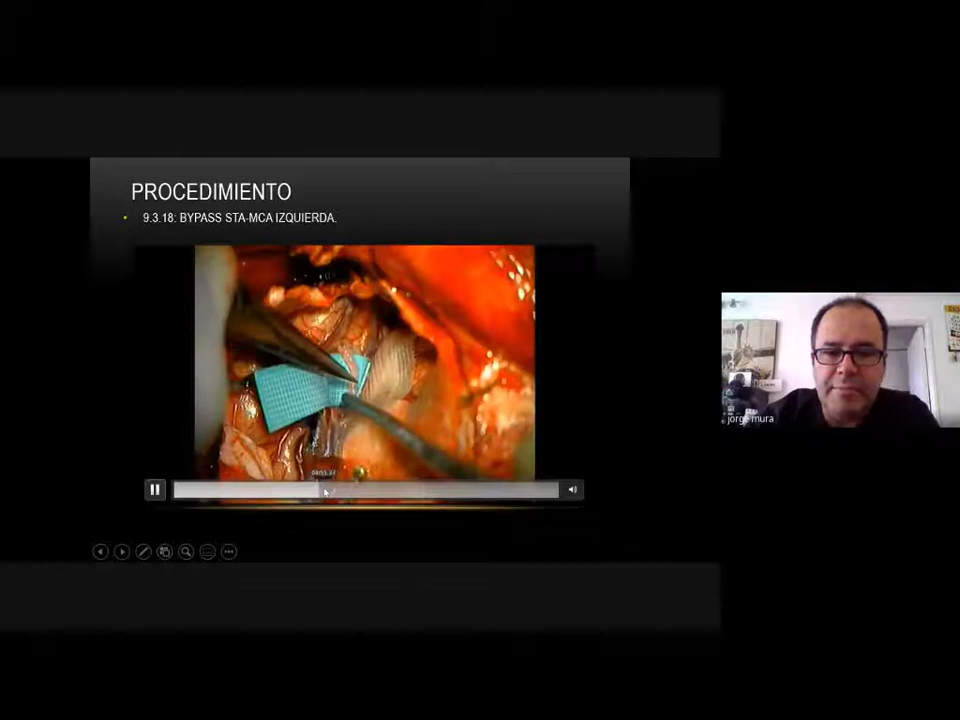 PROCEDIMIENTO
• 9.3.18: BYPASS STA-MCA IZQUIERDA.
jorge mura